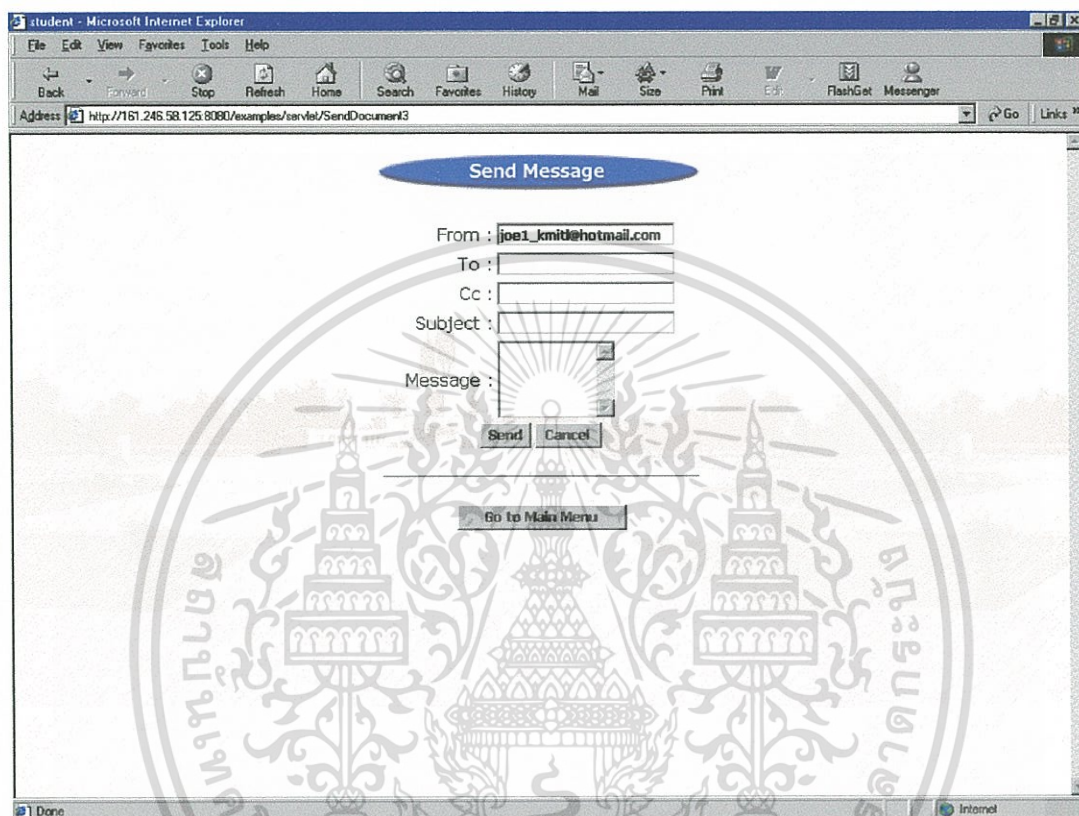 student - Microsoft Internet Explorer
File Edit View Favorites Tools Help
Back Forward Stop Refresh Home Search Favorites History Mail Size Print Edit FlashGet Messenger
Address http://161.246.58.125:8080/examples/servlet/SendDocument3 Go Links »
Send Message
From : joe1_kmitl@hotmail.com
To :
Cc :
Subject :
Message :
Send Cancel
Go to Main Menu
Done Internet